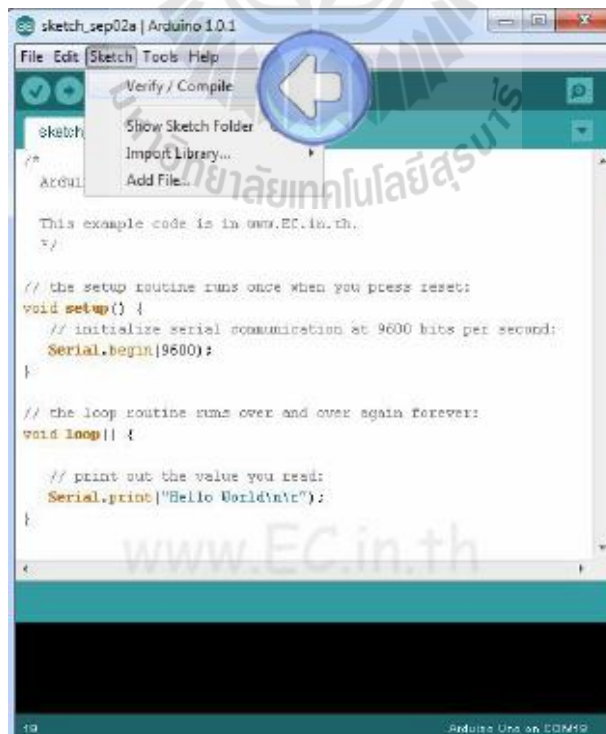 sketch_sep02a | Arduino 1.0.1
File Edit Sketch Tools Help
Verify / Compile
Show Sketch Folder
Import Library...
Add File...
sketch_
/*
Ardui
This example code is in www.EC.in.th.
*/
// the setup routine runs once when you press reset:
void setup() {
// initialize serial communication at 9600 bits per second:
Serial.begin(9600);
}
// the loop routine runs over and over again forever:
void loop() {
// print out the value you read:
Serial.print("Hello World\n\r");
}
www.EC.in.th
19
Arduino Uno on COM19